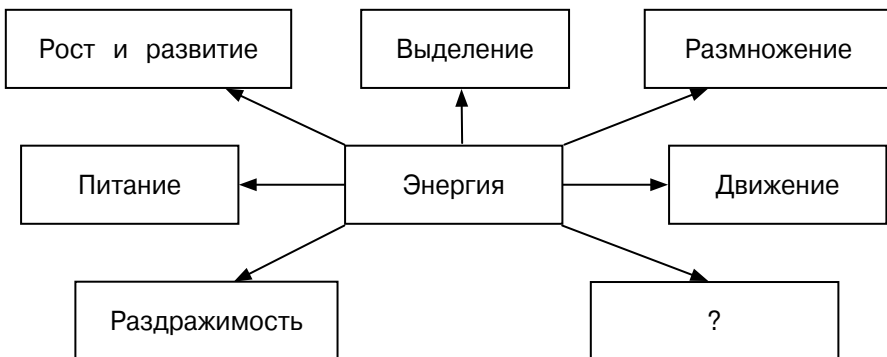 Рост и развитие
Выделение
Размножение
Питание
Энергия
Движение
Раздражимость
?